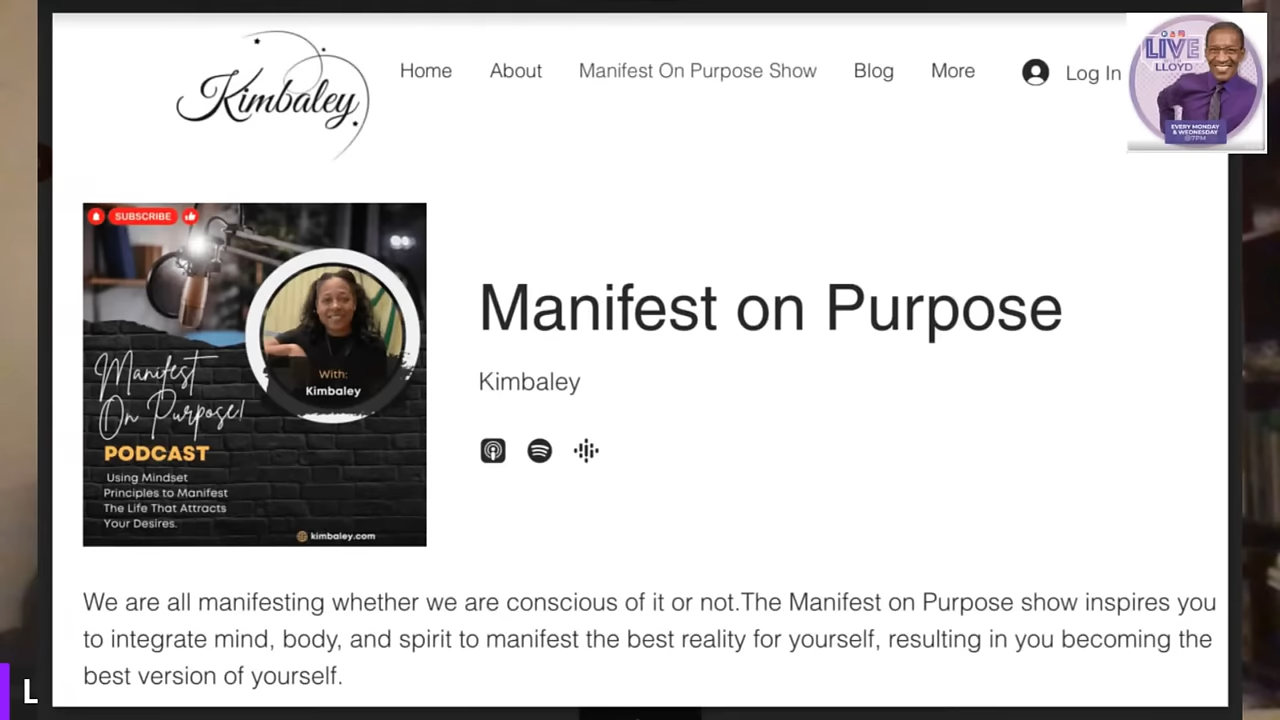 Kimbaley
Home About Manifest On Purpose Show Blog More Log In
LIVE
LLOYD
EVERY MONDAY
& WEDNESDAY
@7PM
SUBSCRIBE
With:
Kimbaley
Manifest
On Purpose!
PODCAST
Using Mindset
Principles to Manifest
The Life That Attracts
Your Desires.
kimbaley.com
Manifest on Purpose
Kimbaley
We are all manifesting whether we are conscious of it or not.The Manifest on Purpose show inspires you
to integrate mind, body, and spirit to manifest the best reality for yourself, resulting in you becoming the
best version of yourself.
L